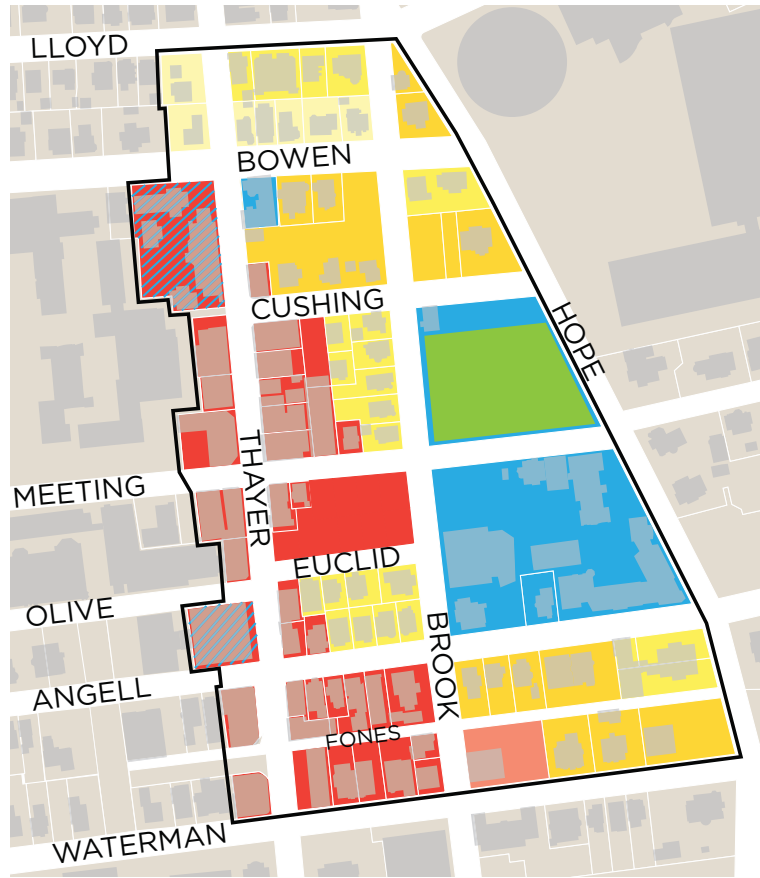 LLOYD
BOWEN
CUSHING
HOPE
THAYER
MEETING
EUCLID
OLIVE
BROOK
ANGELL
FONES
WATERMAN